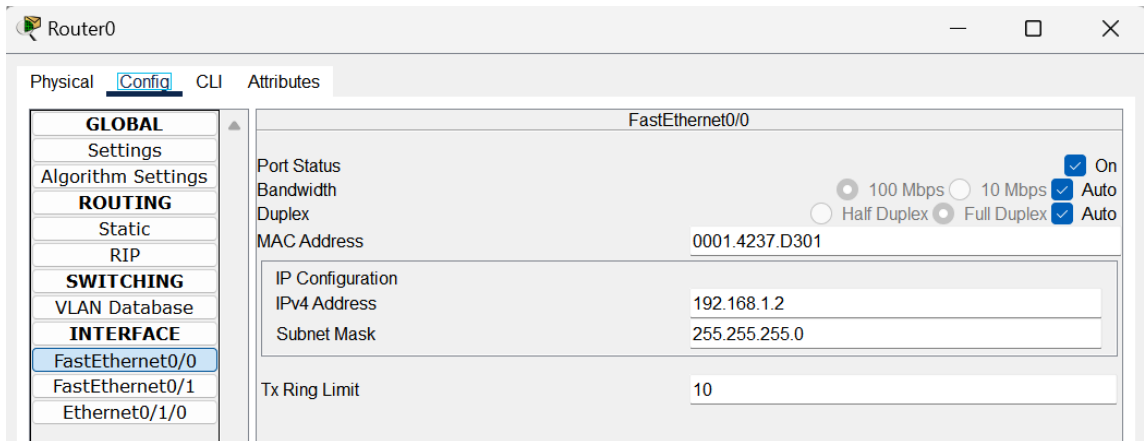 Router0
Physical Config CLI Attributes
GLOBAL
Settings
Algorithm Settings
ROUTING
Static
RIP
SWITCHING
VLAN Database
INTERFACE
FastEthernet0/0
FastEthernet0/1
Ethernet0/1/0
FastEthernet0/0
Port Status On
Bandwidth 100 Mbps 10 Mbps Auto
Duplex Half Duplex Full Duplex Auto
MAC Address 0001.4237.D301
IP Configuration
IPv4 Address 192.168.1.2
Subnet Mask 255.255.255.0
Tx Ring Limit 10